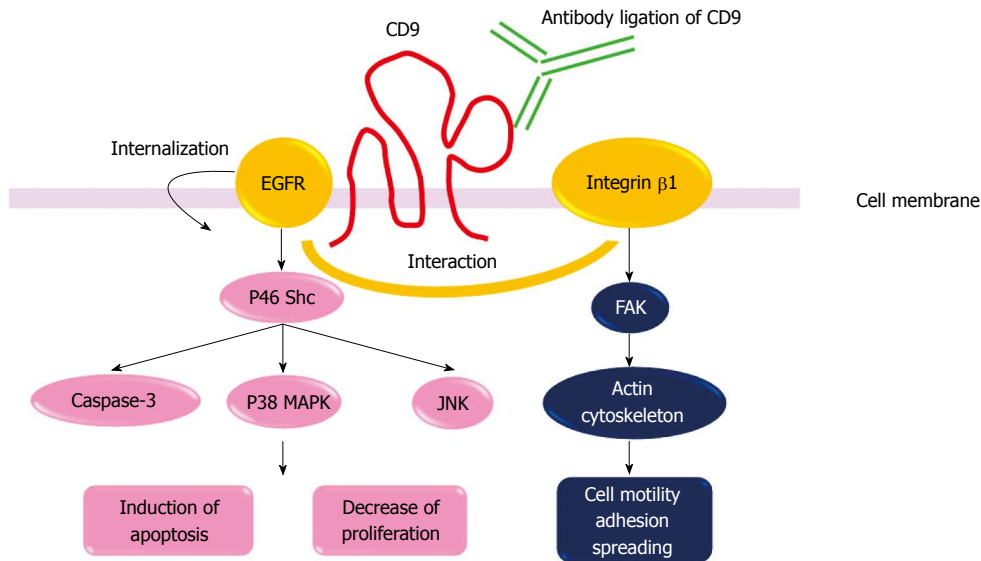 Antibody ligation of CD9
CD9
Internalization
EGFR
Integrin β1
Cell membrane
Interaction
P46 Shc
FAK
Caspase-3
P38 MAPK
JNK
Actin
cytoskeleton
Induction of
apoptosis
Decrease of
proliferation
Cell motility
adhesion
spreading